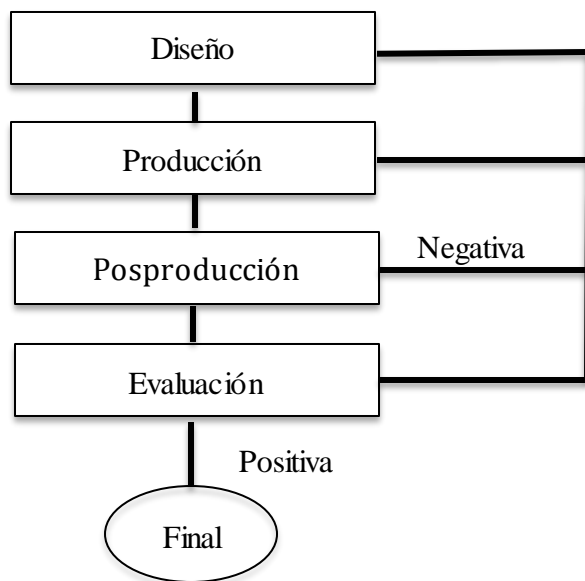 Diseño
Producción
Posproducción
Negativa
Evaluación
Positiva
Final